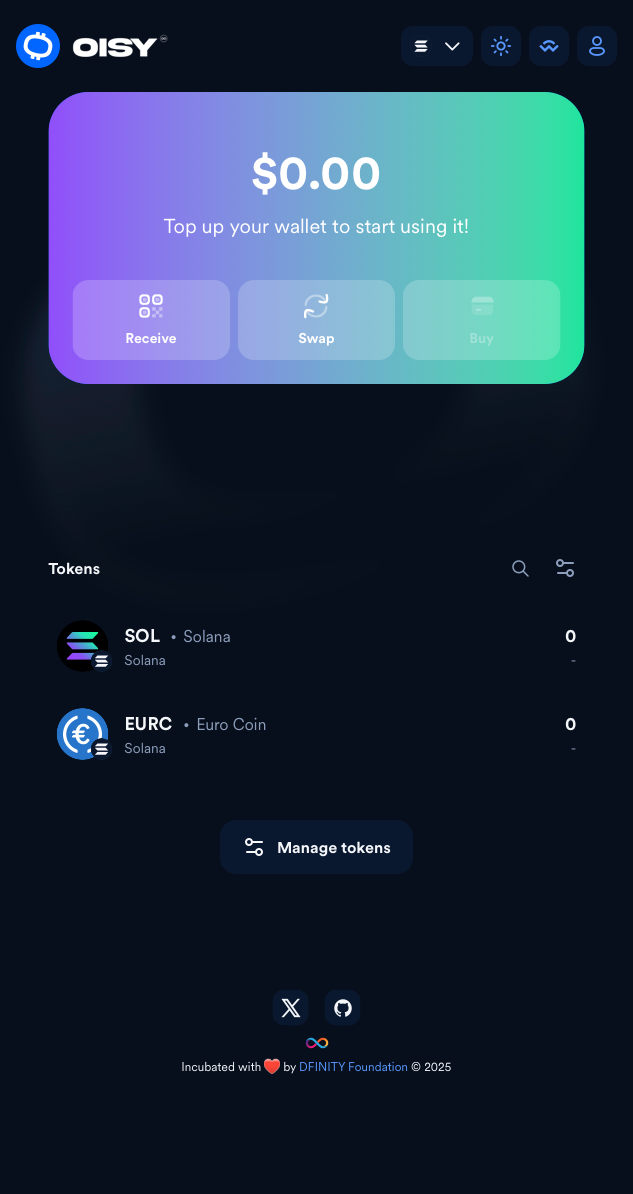 OISY
$0.00
Top up your wallet to start using it!
Receive
Swap
Buy
Tokens
SOL • Solana
0
Solana
-
EURC • Euro Coin
0
Solana
-
Manage tokens
Incubated with ❤️ by DFINITY Foundation © 2025